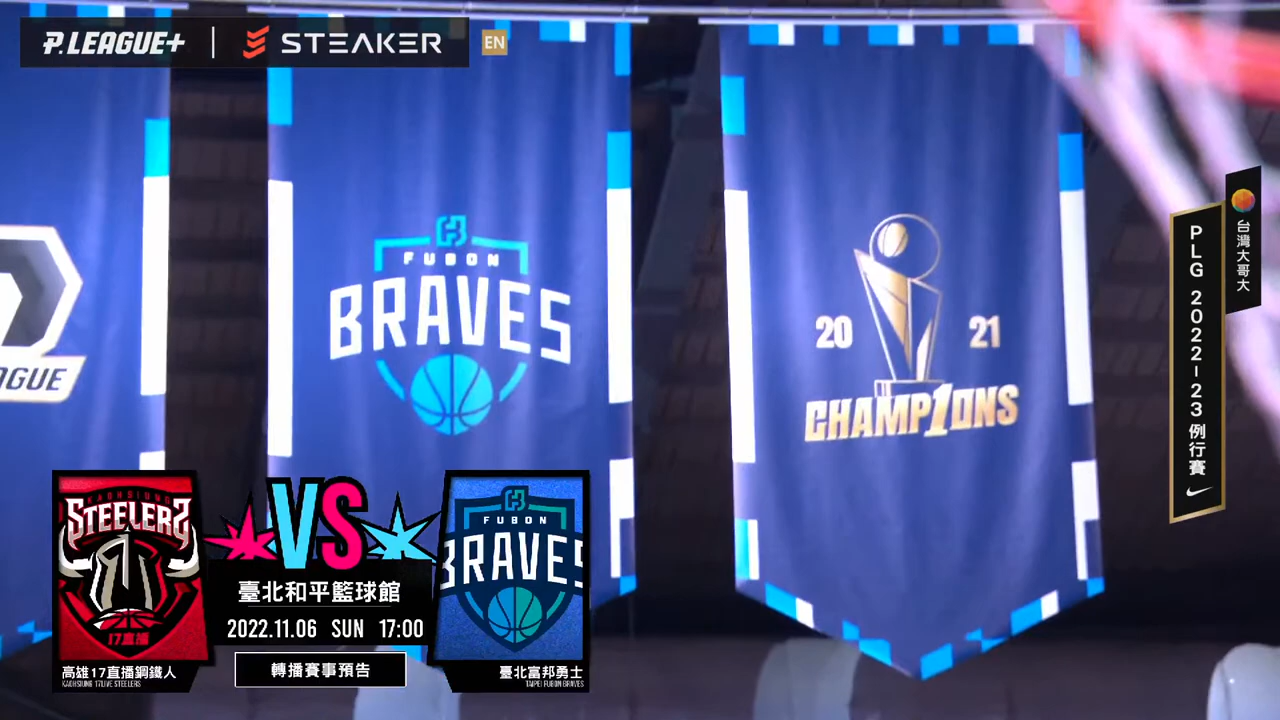 P.LEAGUE+
STEAKER
EN
AGUE
FUBON
BRAVES
20 21
CHAMP1ONS
台灣大哥大
PLG 2022-23 例行賽
KAOHSIUNG
STEELERS
17直播
VS
FUBON
BRAVES
臺北和平籃球館
2022.11.06 SUN 17:00
轉播賽事預告
高雄17直播鋼鐵人
KAOHSIUNG 17LIVE STEELERS
臺北富邦勇士
TAIPEI FUBON BRAVES